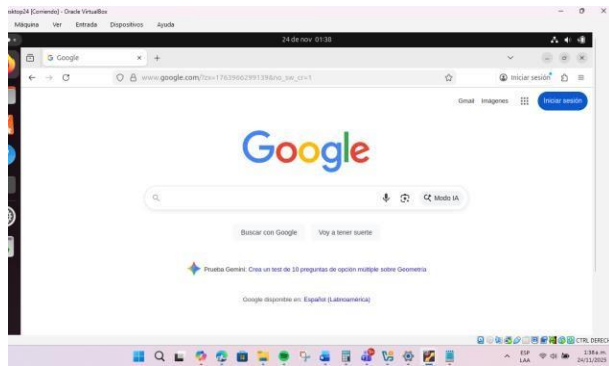 sktop24 [Corriendo] - Oracle VirtualBox
Máquina Ver Entrada Dispositivos Ayuda
24 de nov 01:38
Google
www.google.com
Iniciar sesión
Gmail Imágenes Iniciar sesión
Google
Modo IA
Buscar con Google Voy a tener suerte
Prueba Gemini: Crea un test de 10 preguntas de opción múltiple sobre Geometría
Google disponible en: Español (Latinoamérica)
CTRL DERECH
ESP 1:38 a.m.
LAA 24/11/2025